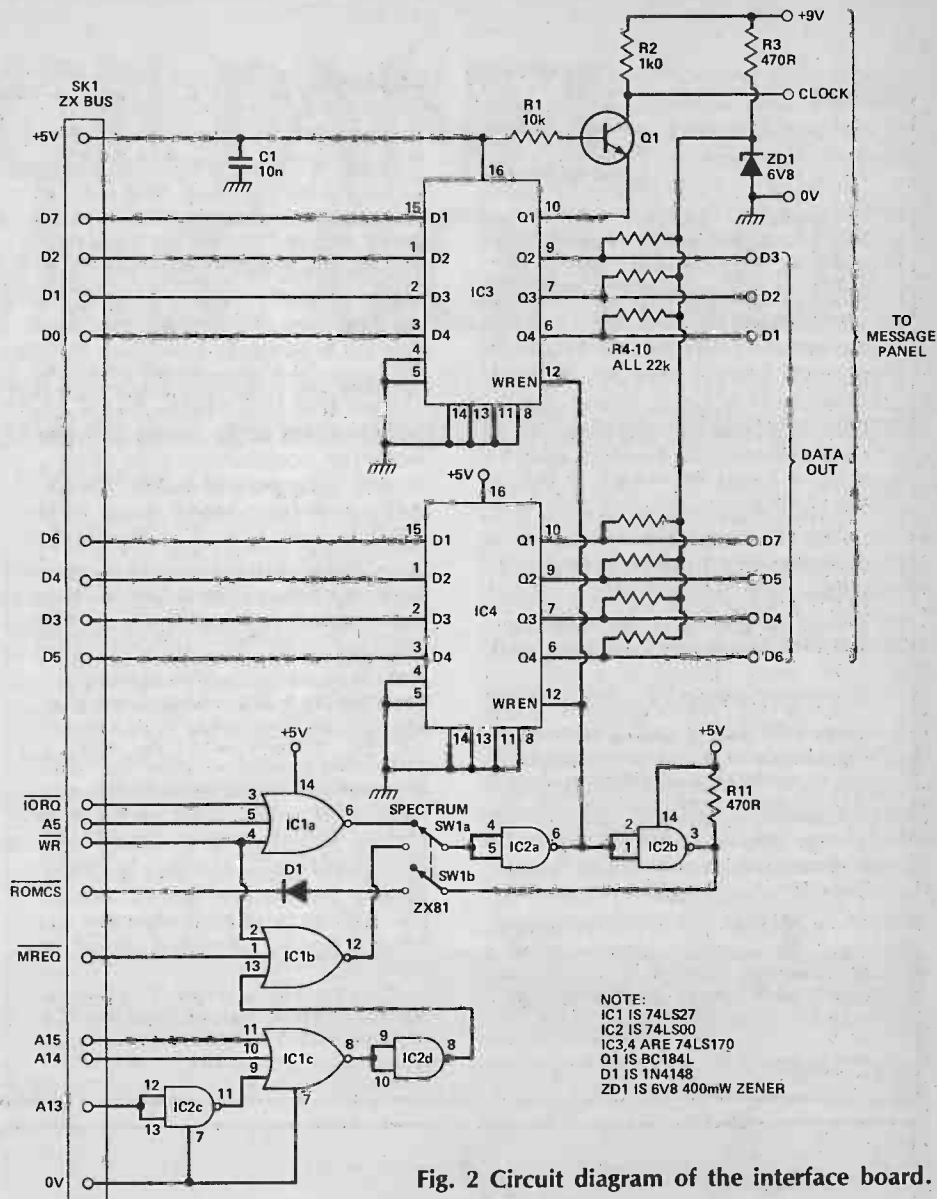 SK1
ZX BUS
+5V
C1
10n
R1
10k
Q1
R2
1k0
R3
470R
+9V
CLOCK
ZD1
6V8
0V
16
D7
15
D1
Q1
10
D2
1
D2
Q2
9
D3
D1
2
D3
IC3
Q3
7
D2
D0
3
D4
Q4
6
D1
4
5
WREN
12
R4-10
ALL 22k
14
13
11
8
TO
MESSAGE
PANEL
DATA
OUT
+5V
16
D6
15
D1
Q1
10
D7
D4
1
D2
Q2
9
D5
IC4
D3
2
D3
Q3
7
D4
D5
3
D4
Q4
6
D6
4
5
WREN
12
14
13
11
8
+5V
14
IORQ
3
A5
5
IC1a
6
WR
4
SPECTRUM
SW1a
4
5
IC2a
6
2
1
IC2b
14
3
+5V
R11
470R
ROMCS
D1
SW1b
ZX81
2
MREQ
1
IC1b
12
13
A15
11
A14
10
IC1c
8
9
7
9
10
IC2d
8
A13
12
13
IC2c
11
7
0V
NOTE:
IC1 IS 74LS27
IC2 IS 74LS00
IC3,4 ARE 74LS170
Q1 IS BC184L
D1 IS 1N4148
ZD1 IS 6V8 400mW ZENER
Fig. 2 Circuit diagram of the interface board.